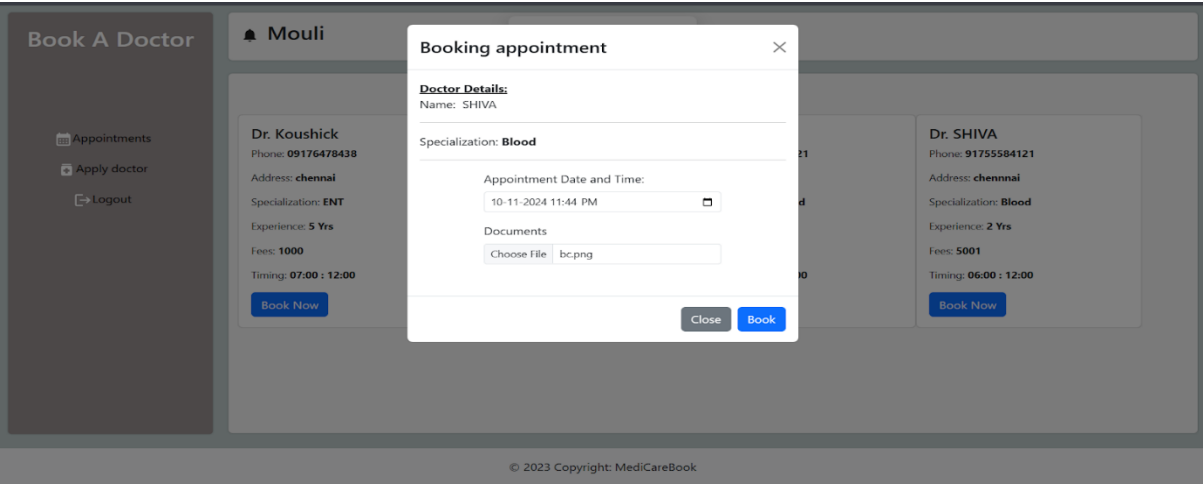 Book A Doctor
Appointments
Apply doctor
Logout
Mouli
Booking appointment
Doctor Details:
Name: SHIVA
Specialization: Blood
Appointment Date and Time:
10-11-2024 11:44 PM
Documents
Choose File bc.png
Close Book
Dr. Koushick
Phone: 09176478438
Address: chennai
Specialization: ENT
Experience: 5 Yrs
Fees: 1000
Timing: 07:00 : 12:00
Book Now
21
d
00
Dr. SHIVA
Phone: 91755584121
Address: chennnai
Specialization: Blood
Experience: 2 Yrs
Fees: 5001
Timing: 06:00 : 12:00
Book Now
© 2023 Copyright: MediCareBook